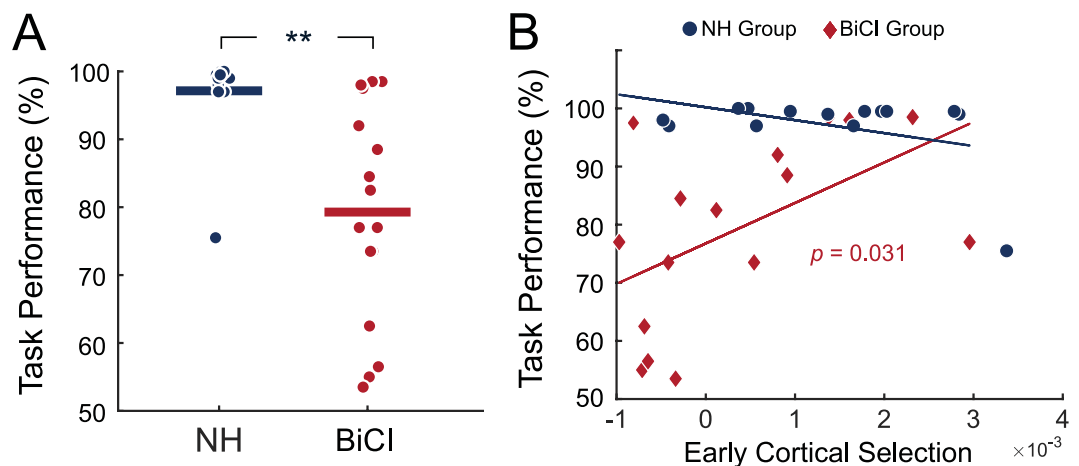 A
**
Task Performance (%)
100
90
80
70
60
50
NH
BiCI
B
NH Group
BiCI Group
Task Performance (%)
100
90
80
70
60
50
p = 0.031
-1
0
1
2
3
4
Early Cortical Selection
×10⁻³